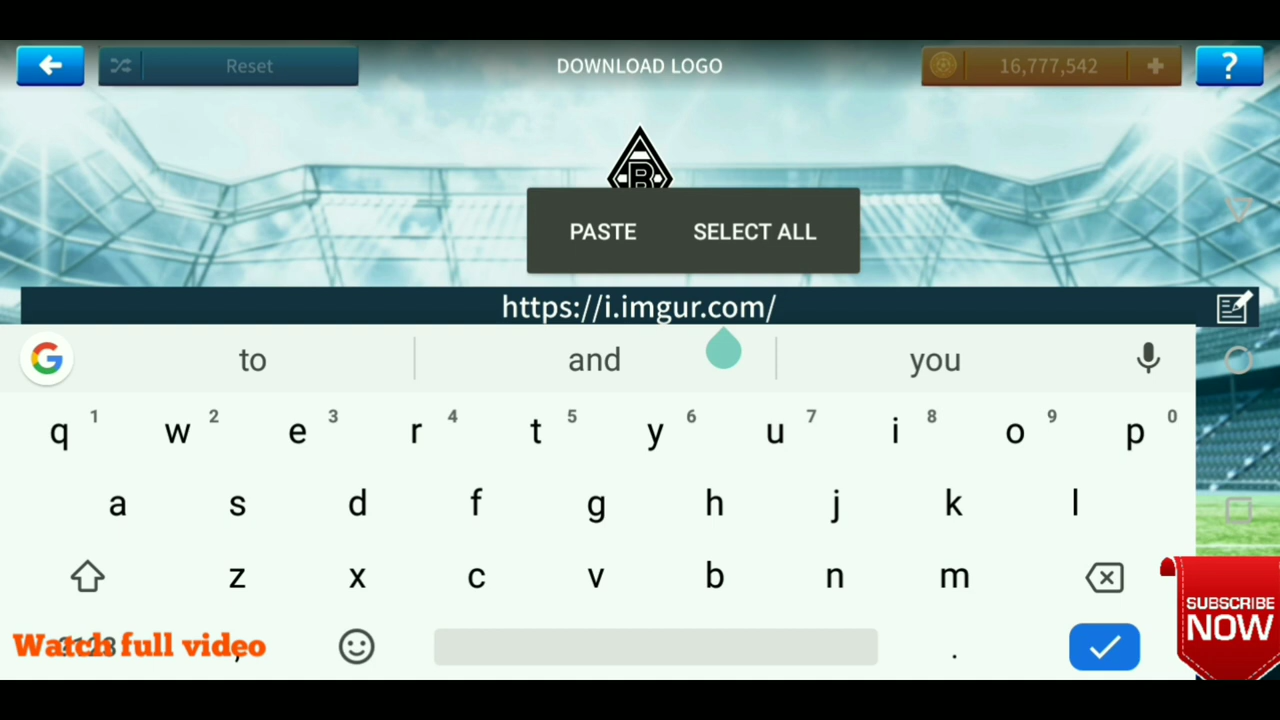 Reset
DOWNLOAD LOGO
16,777,542
+
?
B
PASTE
SELECT ALL
https://i.imgur.com/
G
to
and
you
q 1 w 2 e 3 r 4 t 5 y 6 u 7 i 8 o 9 p 0
a s d f g h j k l
z x c v b n m
Watch full video
, .
SUBSCRIBE
NOW